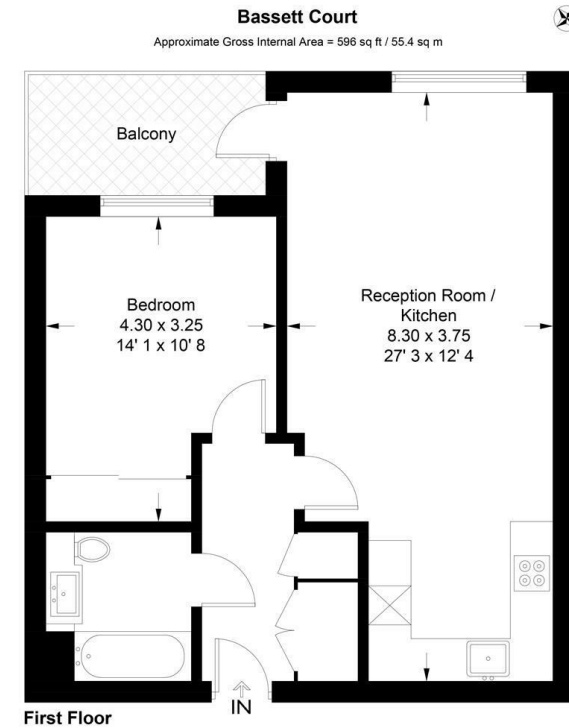 Bassett Court
Approximate Gross Internal Area = 596 sq ft / 55.4 sq m
Balcony
Bedroom
4.30 x 3.25
14' 1 x 10' 8
Reception Room /
Kitchen
8.30 x 3.75
27' 3 x 12' 4
IN
First Floor